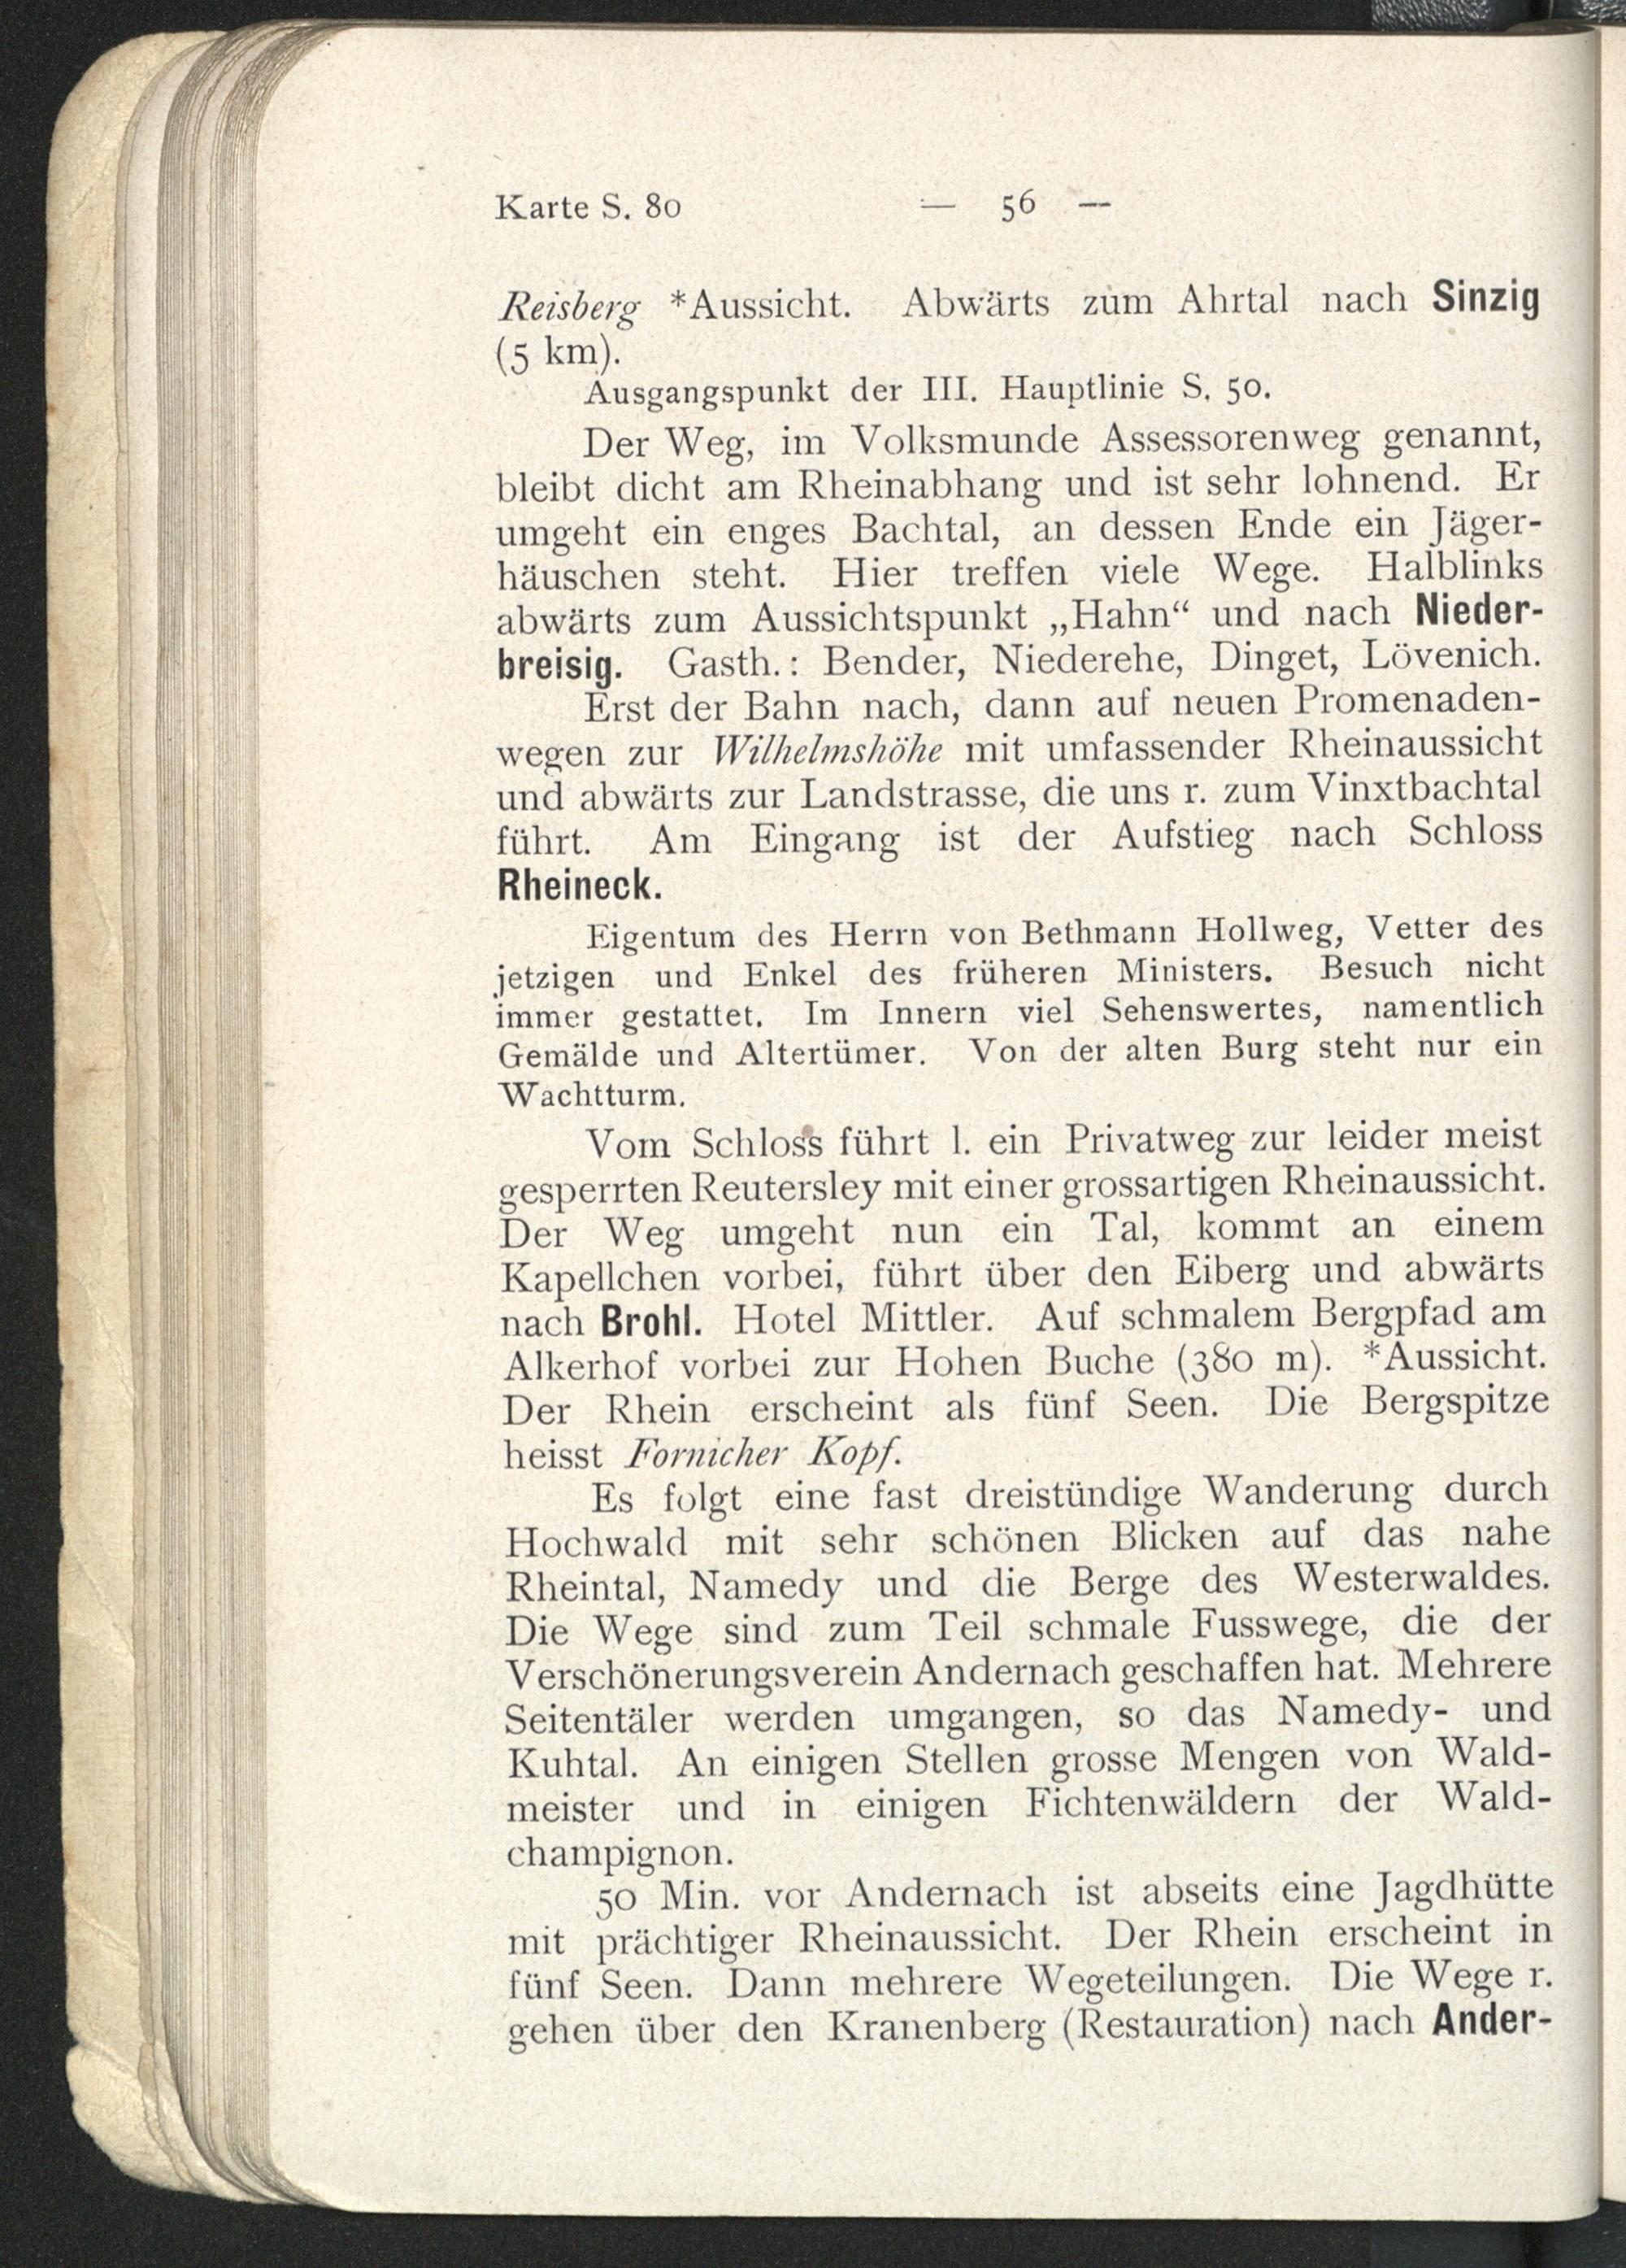 Karte S. 80 — 56 —
Reisberg *Aussicht. Abwärts zum Ahrtal nach Sinzig
(5 km).
Ausgangspunkt der III. Hauptlinie S. 50.
Der Weg, im Volksmunde Assessorenweg genannt,
bleibt dicht am Rheinabhang und ist sehr lohnend. Er
umgeht ein enges Bachtal, an dessen Ende ein Jäger-
häuschen steht. Hier treffen viele Wege. Halblinks
abwärts zum Aussichtspunkt „Hahn“ und nach Nieder-
breisig. Gasth.: Bender, Niederehe, Dinget, Lövenich.
Erst der Bahn nach, dann auf neuen Promenaden-
wegen zur Wilhelmshöhe mit umfassender Rheinaussicht
und abwärts zur Landstrasse, die uns r. zum Vinxtbachtal
führt. Am Eingang ist der Aufstieg nach Schloss
Rheineck.
Eigentum des Herrn von Bethmann Hollweg, Vetter des
jetzigen und Enkel des früheren Ministers. Besuch nicht
immer gestattet. Im Innern viel Sehenswertes, namentlich
Gemälde und Altertümer. Von der alten Burg steht nur ein
Wachtturm.
Vom Schloss führt l. ein Privatweg zur leider meist
gesperrten Reutersley mit einer grossartigen Rheinaussicht.
Der Weg umgeht nun ein Tal, kommt an einem
Kapellchen vorbei, führt über den Eiberg und abwärts
nach Brohl. Hotel Mittler. Auf schmalem Bergpfad am
Alkerhof vorbei zur Hohen Buche (380 m). *Aussicht.
Der Rhein erscheint als fünf Seen. Die Bergspitze
heisst Fornicher Kopf.
Es folgt eine fast dreistündige Wanderung durch
Hochwald mit sehr schönen Blicken auf das nahe
Rheintal, Namedy und die Berge des Westerwaldes.
Die Wege sind zum Teil schmale Fusswege, die der
Verschönerungsverein Andernach geschaffen hat. Mehrere
Seitentäler werden umgangen, so das Namedy- und
Kuhtal. An einigen Stellen grosse Mengen von Wald-
meister und in einigen Fichtenwäldern der Wald-
champignon.
50 Min. vor Andernach ist abseits eine Jagdhütte
mit prächtiger Rheinaussicht. Der Rhein erscheint in
fünf Seen. Dann mehrere Wegeteilungen. Die Wege r.
gehen über den Kranenberg (Restauration) nach Ander-